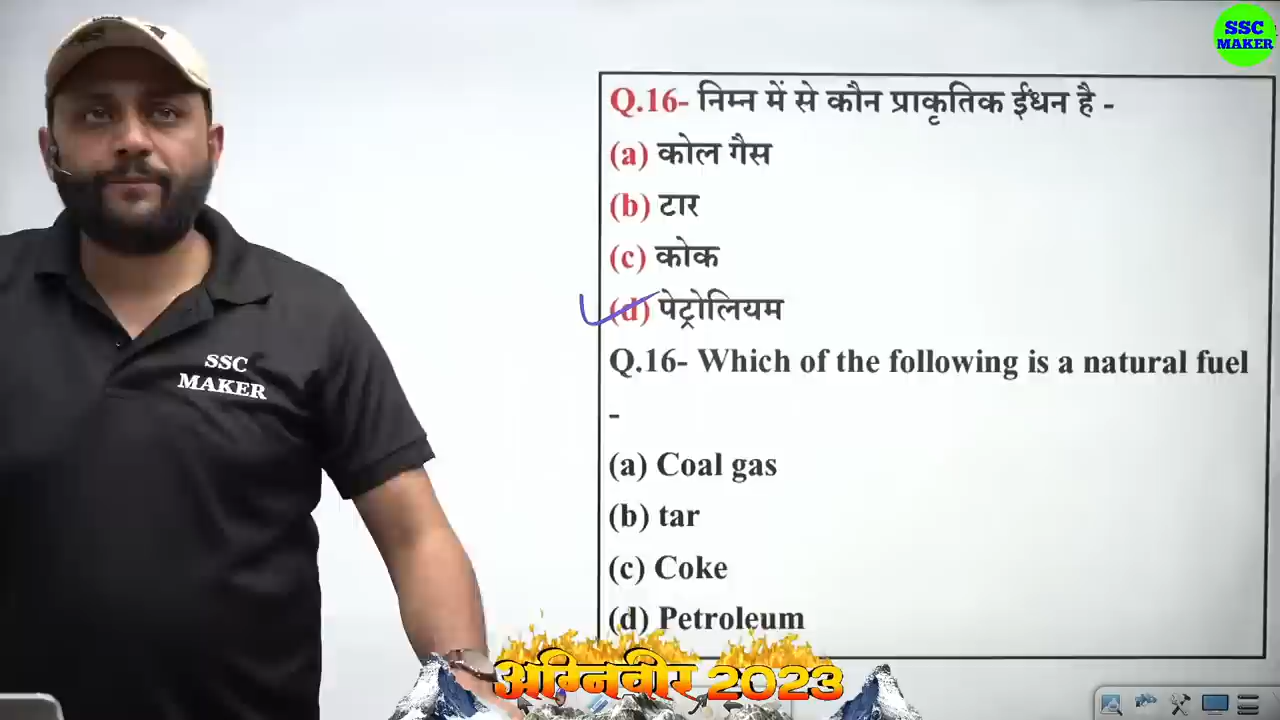 SSC
MAKER
Q.16- निम्न में से कौन प्राकृतिक ईंधन है -
(a) कोल गैस
(b) टार
(c) कोक
(d) पेट्रोलियम
Q.16- Which of the following is a natural fuel
-
(a) Coal gas
(b) tar
(c) Coke
(d) Petroleum
SSC
MAKER
अग्निवीर 2023